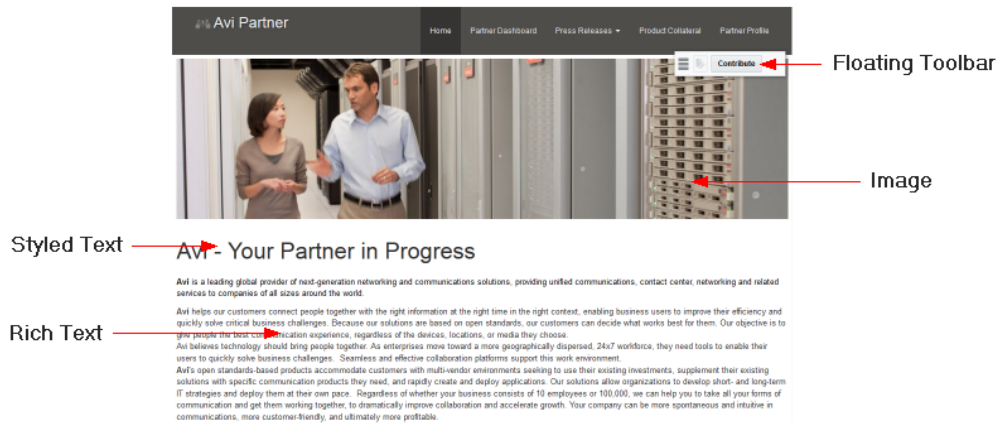 Avi Partner
Home Partner Dashboard Press Releases Product Collateral Partner Profile
Contribute
Floating Toolbar
Image
Styled Text
Avi - Your Partner in Progress
Avi is a leading global provider of next-generation networking and communications solutions, providing unified communications, contact center, networking and related
services to companies of all sizes around the world.
Avi helps our customers connect people together with the right information at the right time in the right context, enabling business users to improve their efficiency and
quickly solve critical business challenges. Because our solutions are based on open standards, our customers can decide what works best for them. Our objective is to
Rich Text
give people the best communication experience, regardless of the devices, locations, or media they choose.
Avi believes technology should bring people together. As enterprises move toward a more geographically dispersed, 24x7 workforce, they need tools to enable their
users to quickly solve business challenges. Seamless and effective collaboration platforms support this work environment.
Avi's open standards-based products accommodate customers with multi-vendor environments seeking to use their existing investments, supplement their existing
solutions with specific communication products they need, and rapidly create and deploy applications. Our solutions allow organizations to develop short- and long-term
IT strategies and deploy them at their own pace. Regardless of whether your business consists of 10 employees or 100,000, we can help you to take all your forms of
communication and get them working together, to dramatically improve collaboration and accelerate growth. Your company can be more spontaneous and intuitive in
communications, more customer-friendly, and ultimately more profitable.